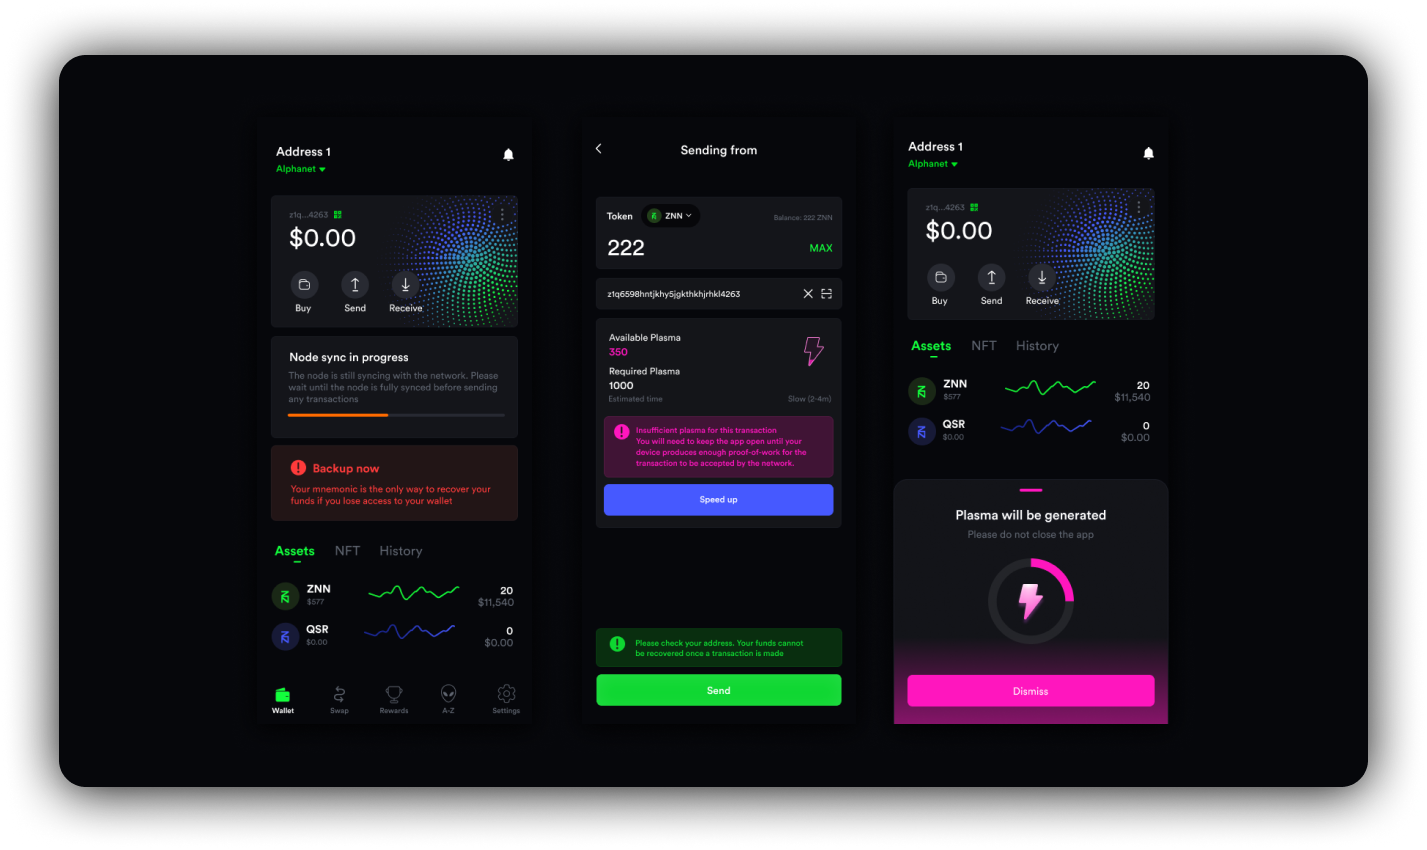 Address 1
Alphanet
z1q...4263
$0.00
Buy
Send
Receive
Node sync in progress
The node is still syncing with the network. Please
wait until the node is fully synced before sending
any transactions
Backup now
Your mnemonic is the only way to recover your
funds if you lose access to your wallet
Assets
NFT
History
ZNN
$577
20
$11,540
QSR
$0.00
0
$0.00
Wallet
Swap
Rewards
A-Z
Settings
Sending from
Token
ZNN
Balance: 222 ZNN
222
MAX
z1q6598hntjkhy5jgkthkhjrhkl4263
Available Plasma
350
Required Plasma
1000
Estimated time
Slow (2-4m)
Insufficient plasma for this transaction
You will need to keep the app open until your
device produces enough proof-of-work for the
transaction to be accepted by the network.
Speed up
Please check your address. Your funds cannot
be recovered once a transaction is made
Send
Address 1
Alphanet
z1q...4263
$0.00
Buy
Send
Receive
Assets
NFT
History
ZNN
$577
20
$11,540
QSR
$0.00
0
$0.00
Plasma will be generated
Please do not close the app
Dismiss